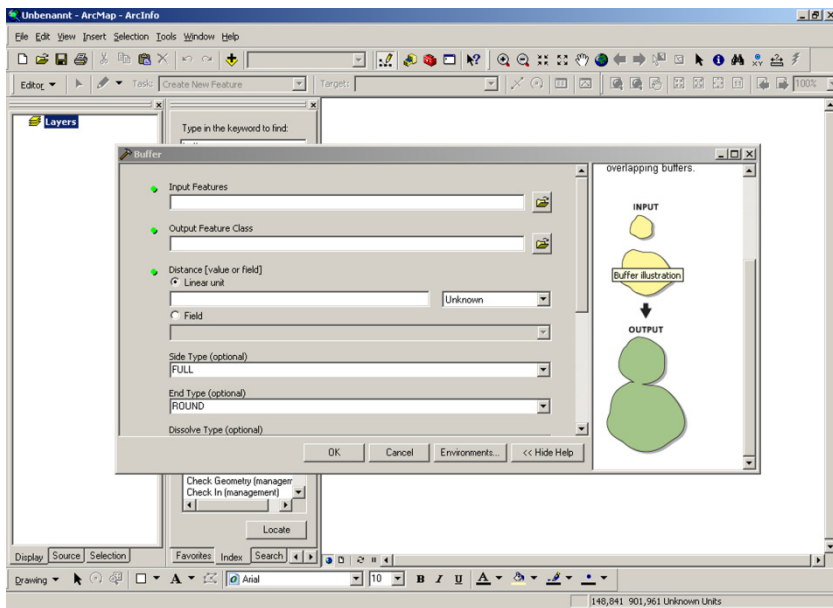 Unbenannt - ArcMap - ArcInfo
File Edit View Insert Selection Tools Window Help
Editor Task: Create New Feature Target: 100%
Layers
Type in the keyword to find:
Buffer
Input Features
Output Feature Class
Distance [value or field]
Linear unit
Unknown
Field
Side Type (optional)
FULL
End Type (optional)
ROUND
Dissolve Type (optional)
OK Cancel Environments... << Hide Help
overlapping buffers.
INPUT
Buffer illustration
OUTPUT
Check Geometry (managem
Check In (management)
Locate
Display Source Selection
Favorites Index Search
Drawing A Arial 10 B I U A
148,841 901,961 Unknown Units